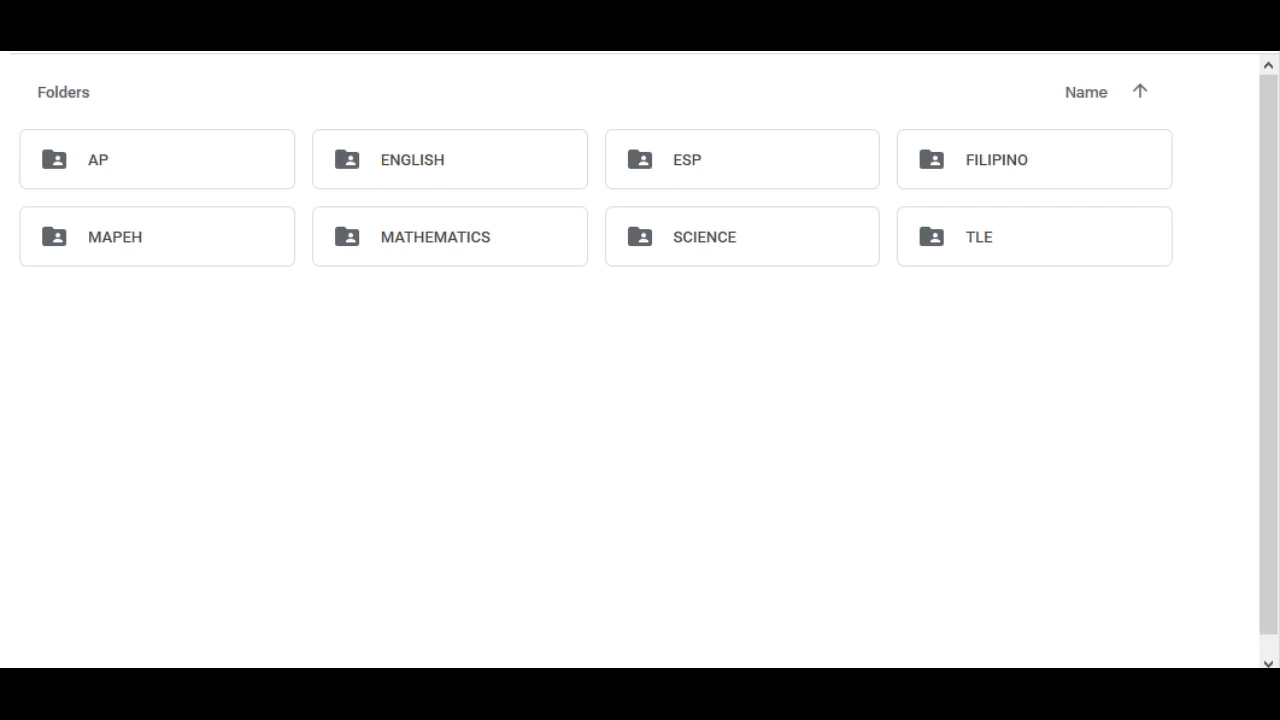 Folders
Name
AP
ENGLISH
ESP
FILIPINO
MAPEH
MATHEMATICS
SCIENCE
TLE